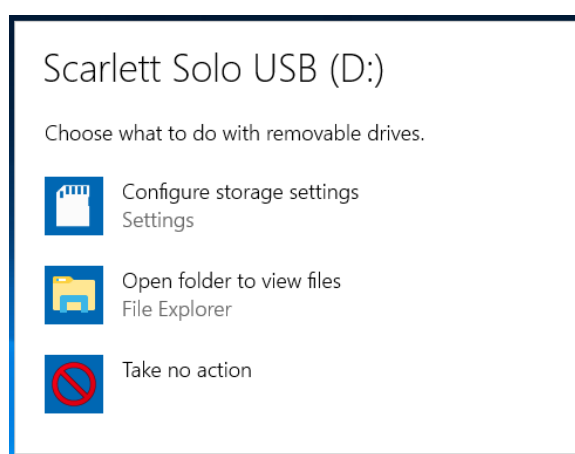 Scarlett Solo USB (D:)
Choose what to do with removable drives.
Configure storage settings
Settings
Open folder to view files
File Explorer
Take no action